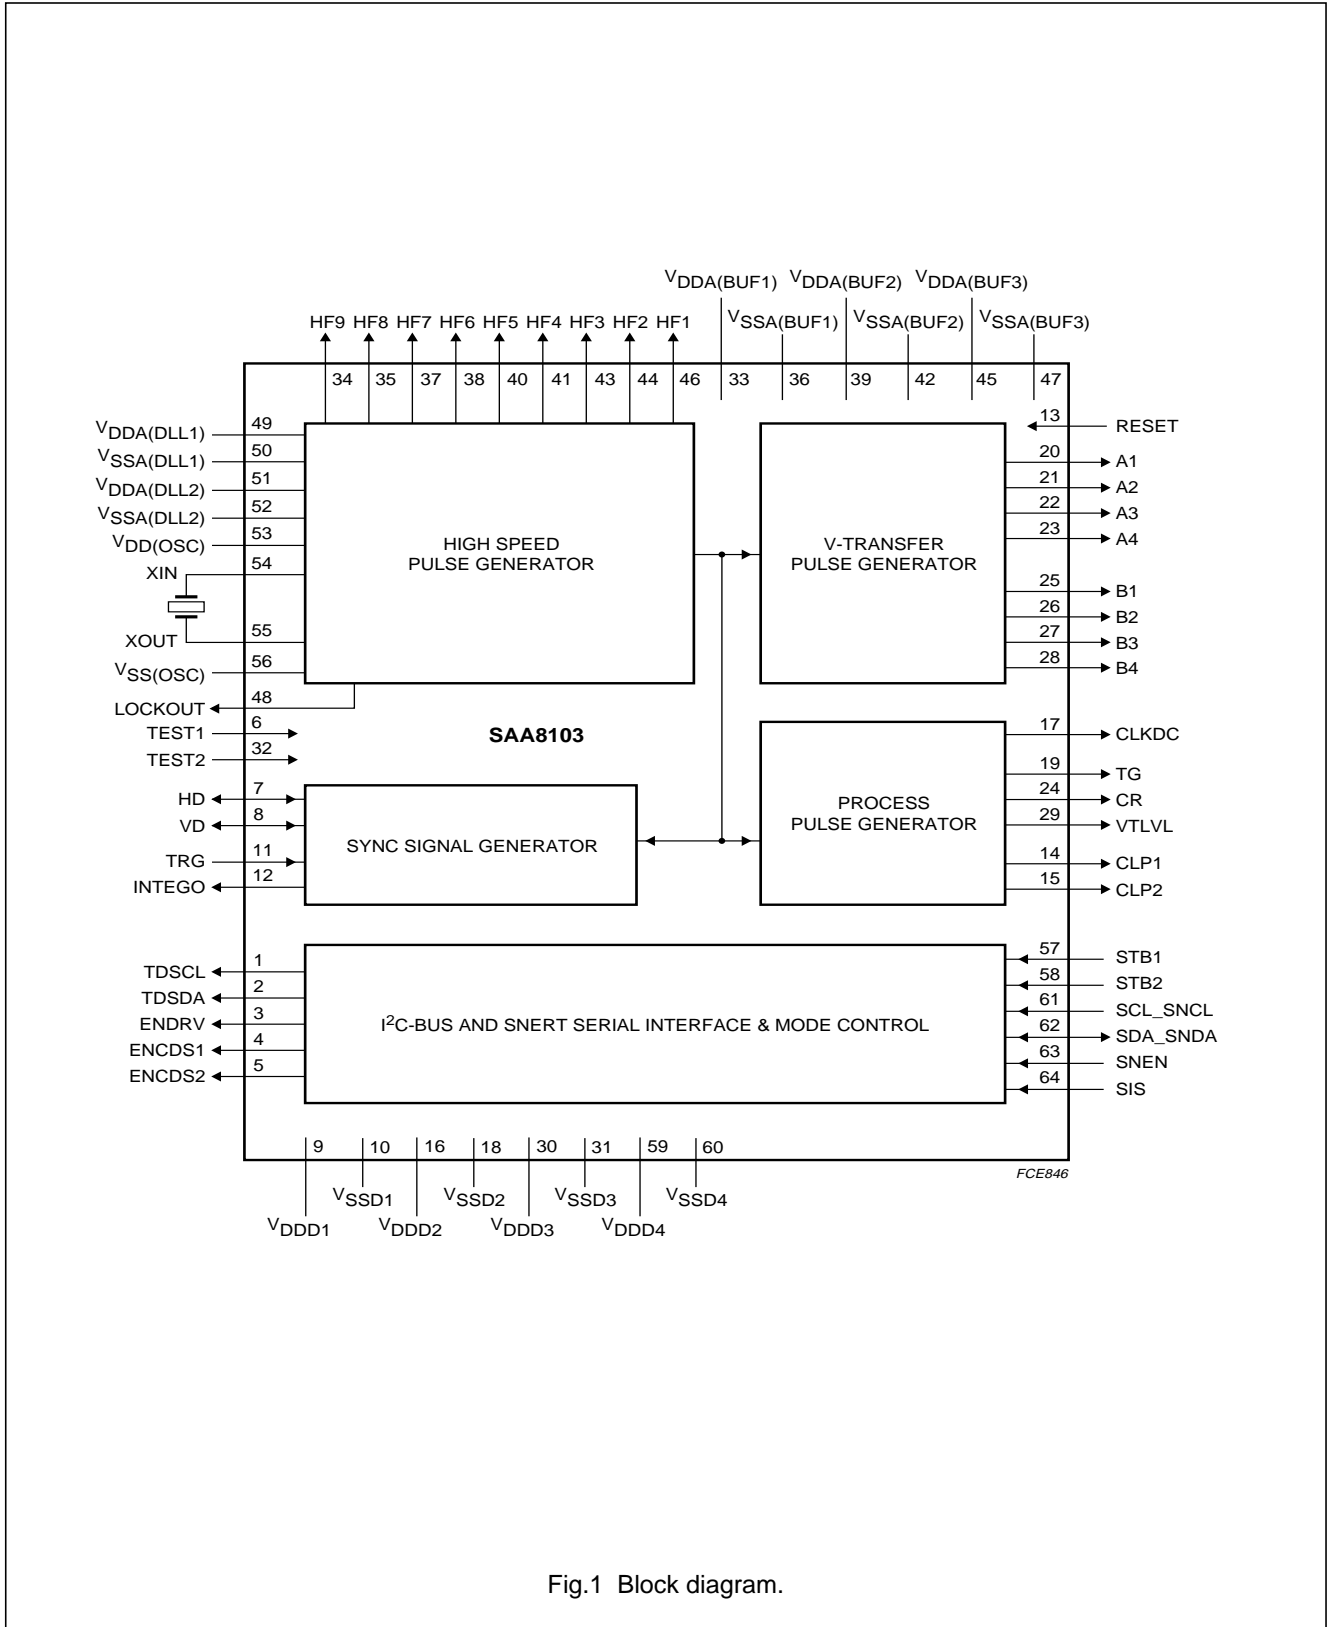 VDDA(BUF1) VDDA(BUF2) VDDA(BUF3)
VSSA(BUF1) VSSA(BUF2) VSSA(BUF3)
HF9 HF8 HF7 HF6 HF5 HF4 HF3 HF2 HF1
34 35 37 38 40 41 43 44 46 33 36 39 42 45 47
VDDA(DLL1) 49
VSSA(DLL1) 50
VDDA(DLL2) 51
VSSA(DLL2) 52
VDD(OSC) 53
XIN 54
XOUT 55
VSS(OSC) 56
LOCKOUT 48
TEST1 6
TEST2 32
HIGH SPEED
PULSE GENERATOR
V-TRANSFER
PULSE GENERATOR
13 RESET
20 A1
21 A2
22 A3
23 A4
25 B1
26 B2
27 B3
28 B4
SAA8103
HD 7
VD 8
TRG 11
INTEGO 12
SYNC SIGNAL GENERATOR
PROCESS
PULSE GENERATOR
17 CLKDC
19 TG
24 CR
29 VTLVL
14 CLP1
15 CLP2
TDSCL 1
TDSDA 2
ENDRV 3
ENCDS1 4
ENCDS2 5
I2C-BUS AND SNERT SERIAL INTERFACE & MODE CONTROL
57 STB1
58 STB2
61 SCL_SNCL
62 SDA_SNDA
63 SNEN
64 SIS
9 10 16 18 30 31 59 60
VSSD1 VSSD2 VSSD3 VSSD4
VDDD1 VDDD2 VDDD3 VDDD4
FCE846
Fig.1 Block diagram.